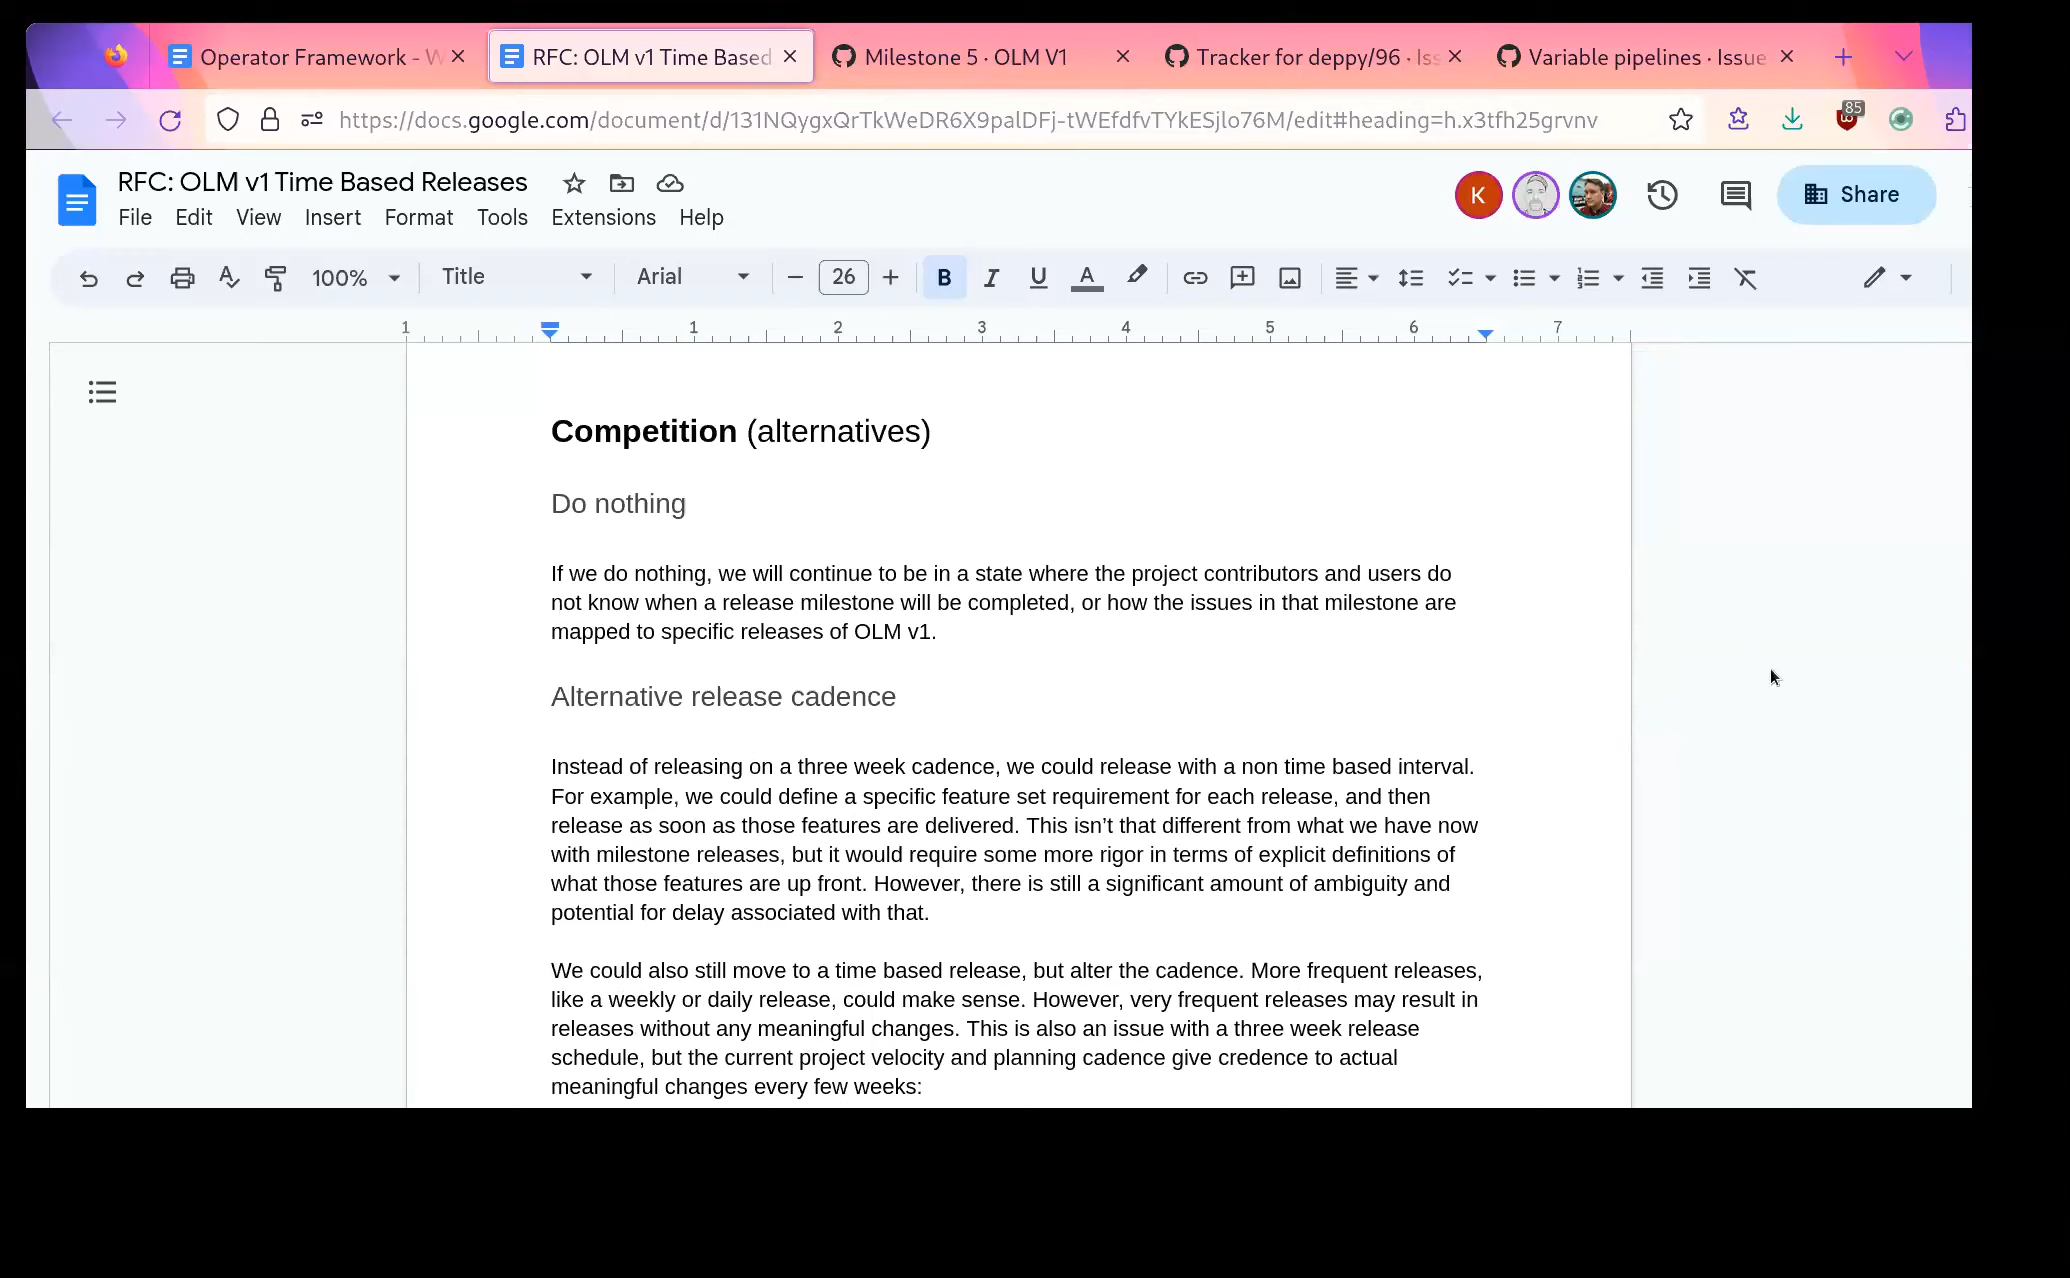 Operator Framework - W
RFC: OLM v1 Time Based
Milestone 5 · OLM V1
Tracker for deppy/96 · Iss
Variable pipelines · Issue
https://docs.google.com/document/d/131NQygxQrTkWeDR6X9palDFj-tWEfdfvTYkESjlo76M/edit#heading=h.x3tfh25grvnv
85
RFC: OLM v1 Time Based Releases
File Edit View Insert Format Tools Extensions Help
K
Share
100% Title Arial 26 B I U A
1 1 2 3 4 5 6 7
Competition (alternatives)
Do nothing
If we do nothing, we will continue to be in a state where the project contributors and users do
not know when a release milestone will be completed, or how the issues in that milestone are
mapped to specific releases of OLM v1.
Alternative release cadence
Instead of releasing on a three week cadence, we could release with a non time based interval.
For example, we could define a specific feature set requirement for each release, and then
release as soon as those features are delivered. This isn’t that different from what we have now
with milestone releases, but it would require some more rigor in terms of explicit definitions of
what those features are up front. However, there is still a significant amount of ambiguity and
potential for delay associated with that.
We could also still move to a time based release, but alter the cadence. More frequent releases,
like a weekly or daily release, could make sense. However, very frequent releases may result in
releases without any meaningful changes. This is also an issue with a three week release
schedule, but the current project velocity and planning cadence give credence to actual
meaningful changes every few weeks: